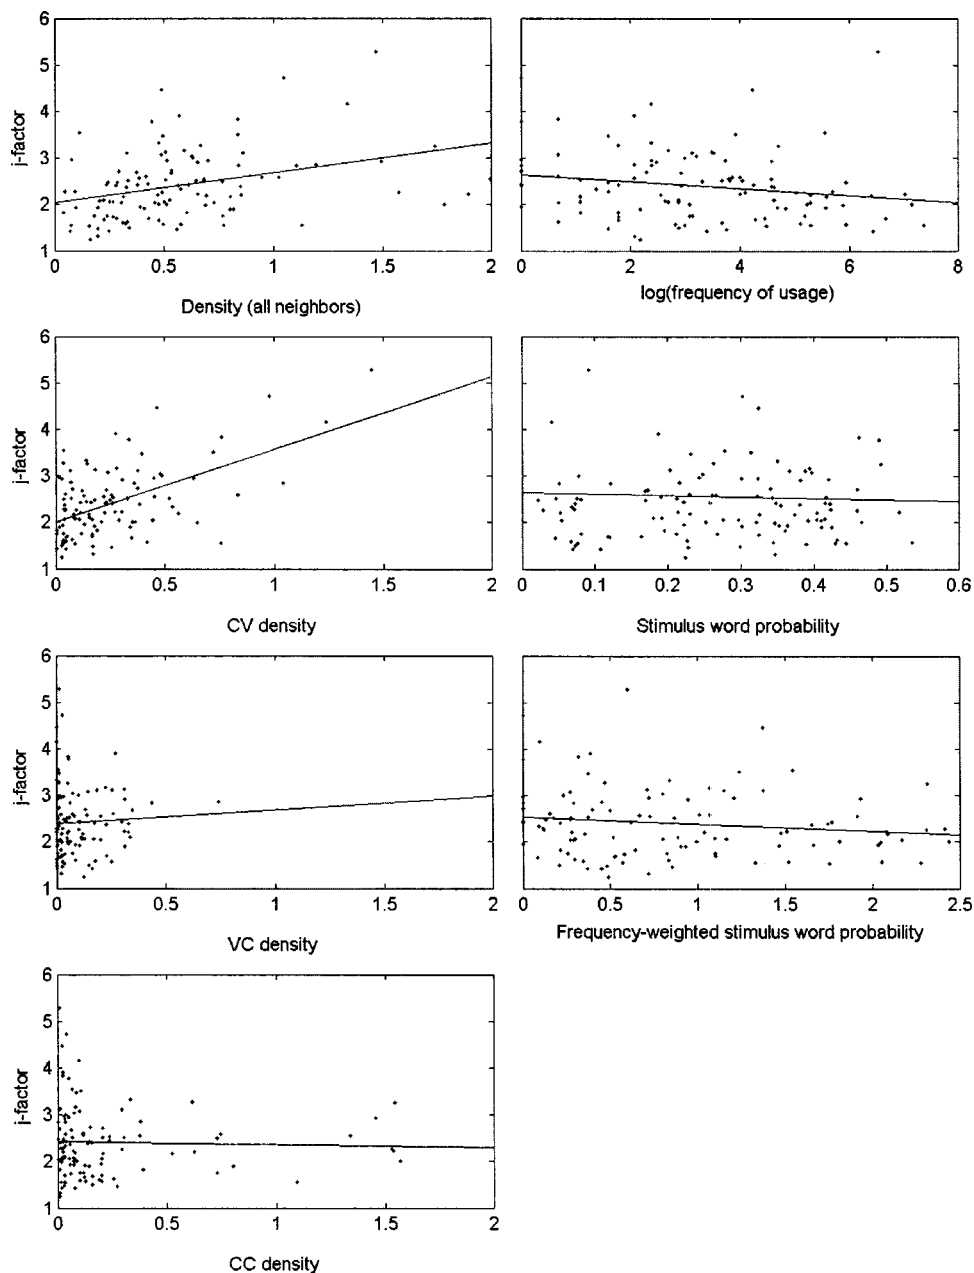 6
5
4
3
2
1
j-factor
0 0.5 1 1.5 2
Density (all neighbors)
0 2 4 6 8
log(frequency of usage)
6
5
4
3
2
1
j-factor
0 0.5 1 1.5 2
CV density
0 0.1 0.2 0.3 0.4 0.5 0.6
Stimulus word probability
6
5
4
3
2
1
j-factor
0 0.5 1 1.5 2
VC density
0 0.5 1 1.5 2 2.5
Frequency-weighted stimulus word probability
6
5
4
3
2
1
j-factor
0 0.5 1 1.5 2
CC density